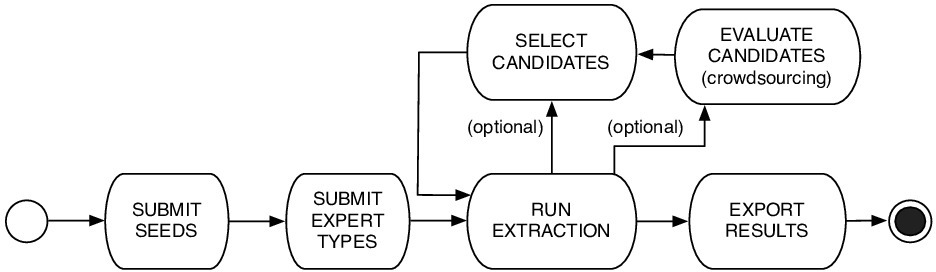 SELECT
CANDIDATES
EVALUATE
CANDIDATES
(crowdsourcing)
(optional)
(optional)
SUBMIT
SEEDS
SUBMIT
EXPERT
TYPES
RUN
EXTRACTION
EXPORT
RESULTS